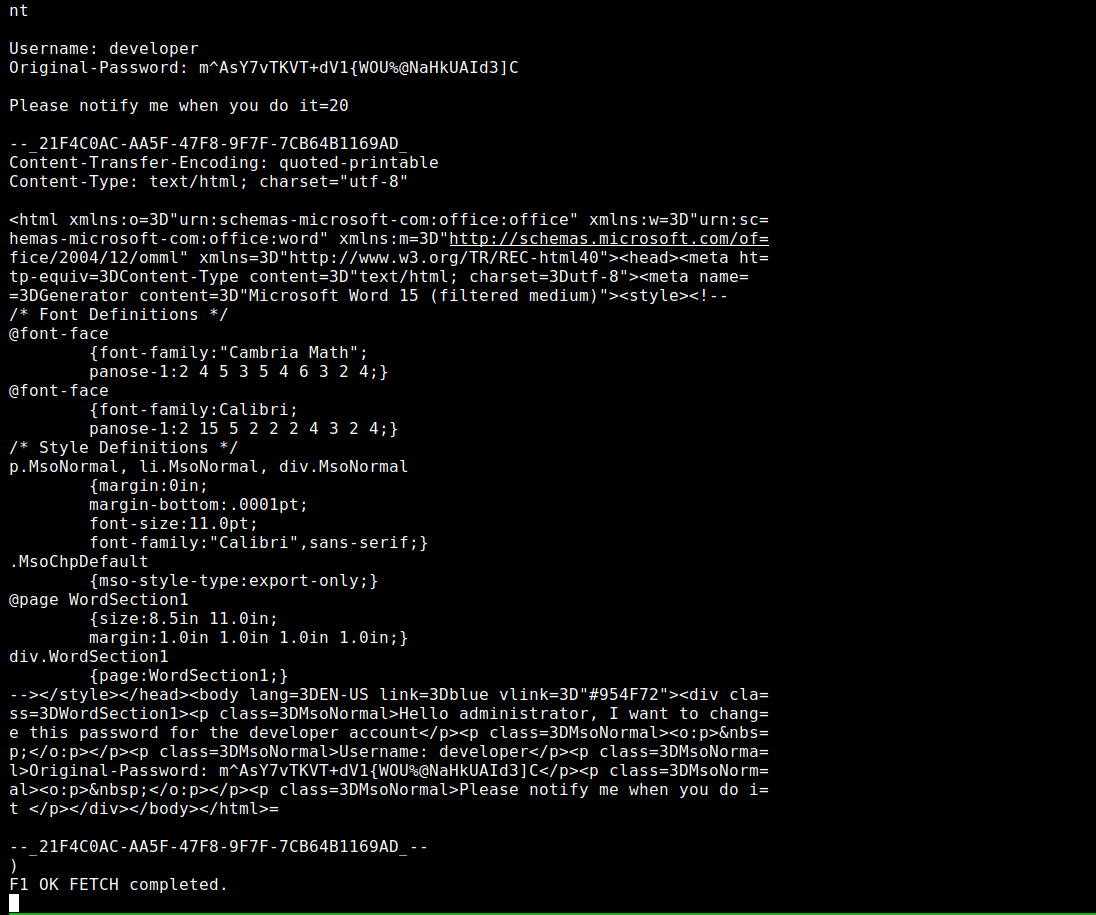 nt

Username: developer
Original-Password: m^AsY7vTKVT+dV1{WOU%@NaHkUAId3]C

Please notify me when you do it=20

--_21F4C0AC-AA5F-47F8-9F7F-7CB64B1169AD_
Content-Transfer-Encoding: quoted-printable
Content-Type: text/html; charset="utf-8"

<html xmlns:o=3D"urn:schemas-microsoft-com:office:office" xmlns:w=3D"urn:sc=
hemas-microsoft-com:office:word" xmlns:m=3D"http://schemas.microsoft.com/of=
fice/2004/12/omml" xmlns=3D"http://www.w3.org/TR/REC-html40"><head><meta ht=
tp-equiv=3DContent-Type content=3D"text/html; charset=3Dutf-8"><meta name=
=3DGenerator content=3D"Microsoft Word 15 (filtered medium)"><style><!--
/* Font Definitions */
@font-face
	{font-family:"Cambria Math";
	panose-1:2 4 5 3 5 4 6 3 2 4;}
@font-face
	{font-family:Calibri;
	panose-1:2 15 5 2 2 2 4 3 2 4;}
/* Style Definitions */
p.MsoNormal, li.MsoNormal, div.MsoNormal
	{margin:0in;
	margin-bottom:.0001pt;
	font-size:11.0pt;
	font-family:"Calibri",sans-serif;}
.MsoChpDefault
	{mso-style-type:export-only;}
@page WordSection1
	{size:8.5in 11.0in;
	margin:1.0in 1.0in 1.0in 1.0in;}
div.WordSection1
	{page:WordSection1;}
--></style></head><body lang=3DEN-US link=3Dblue vlink=3D"#954F72"><div cla=
ss=3DWordSection1><p class=3DMsoNormal>Hello administrator, I want to chang=
e this password for the developer account</p><p class=3DMsoNormal><o:p>&nbs=
p;</o:p></p><p class=3DMsoNormal>Username: developer</p><p class=3DMsoNorma=
l>Original-Password: m^AsY7vTKVT+dV1{WOU%@NaHkUAId3]C</p><p class=3DMsoNorm=
al><o:p>&nbsp;</o:p></p><p class=3DMsoNormal>Please notify me when you do i=
t </p></div></body></html>=

--_21F4C0AC-AA5F-47F8-9F7F-7CB64B1169AD_--
)
F1 OK FETCH completed.